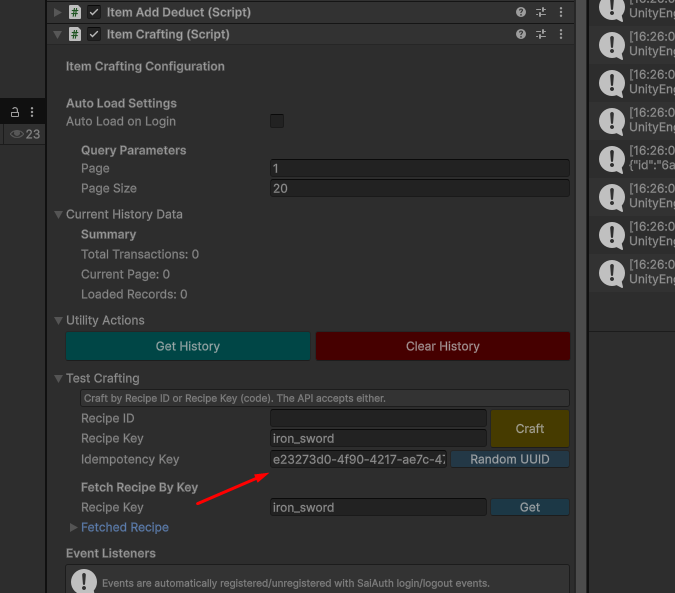 # Item Add Deduct (Script)
# Item Crafting (Script)
Item Crafting Configuration
Auto Load Settings
Auto Load on Login
Query Parameters
Page 1
Page Size 20
Current History Data
Summary
Total Transactions: 0
Current Page: 0
Loaded Records: 0
Utility Actions
Get History Clear History
Test Crafting
Craft by Recipe ID or Recipe Key (code). The API accepts either.
Recipe ID
Craft
Recipe Key iron_sword
Idempotency Key e23273d0-4f90-4217-ae7c-47 Random UUID
Fetch Recipe By Key
Recipe Key iron_sword Get
Fetched Recipe
Event Listeners
Events are automatically registered/unregistered with SaiAuth login/logout events.
23
UnityEng
[16:26:0
UnityEng
[16:26:0
UnityEng
[16:26:0
UnityEng
[16:26:0
{"id":"6a
[16:26:0
UnityEng
[16:26:0
UnityEng
[16:26:0
UnityEng